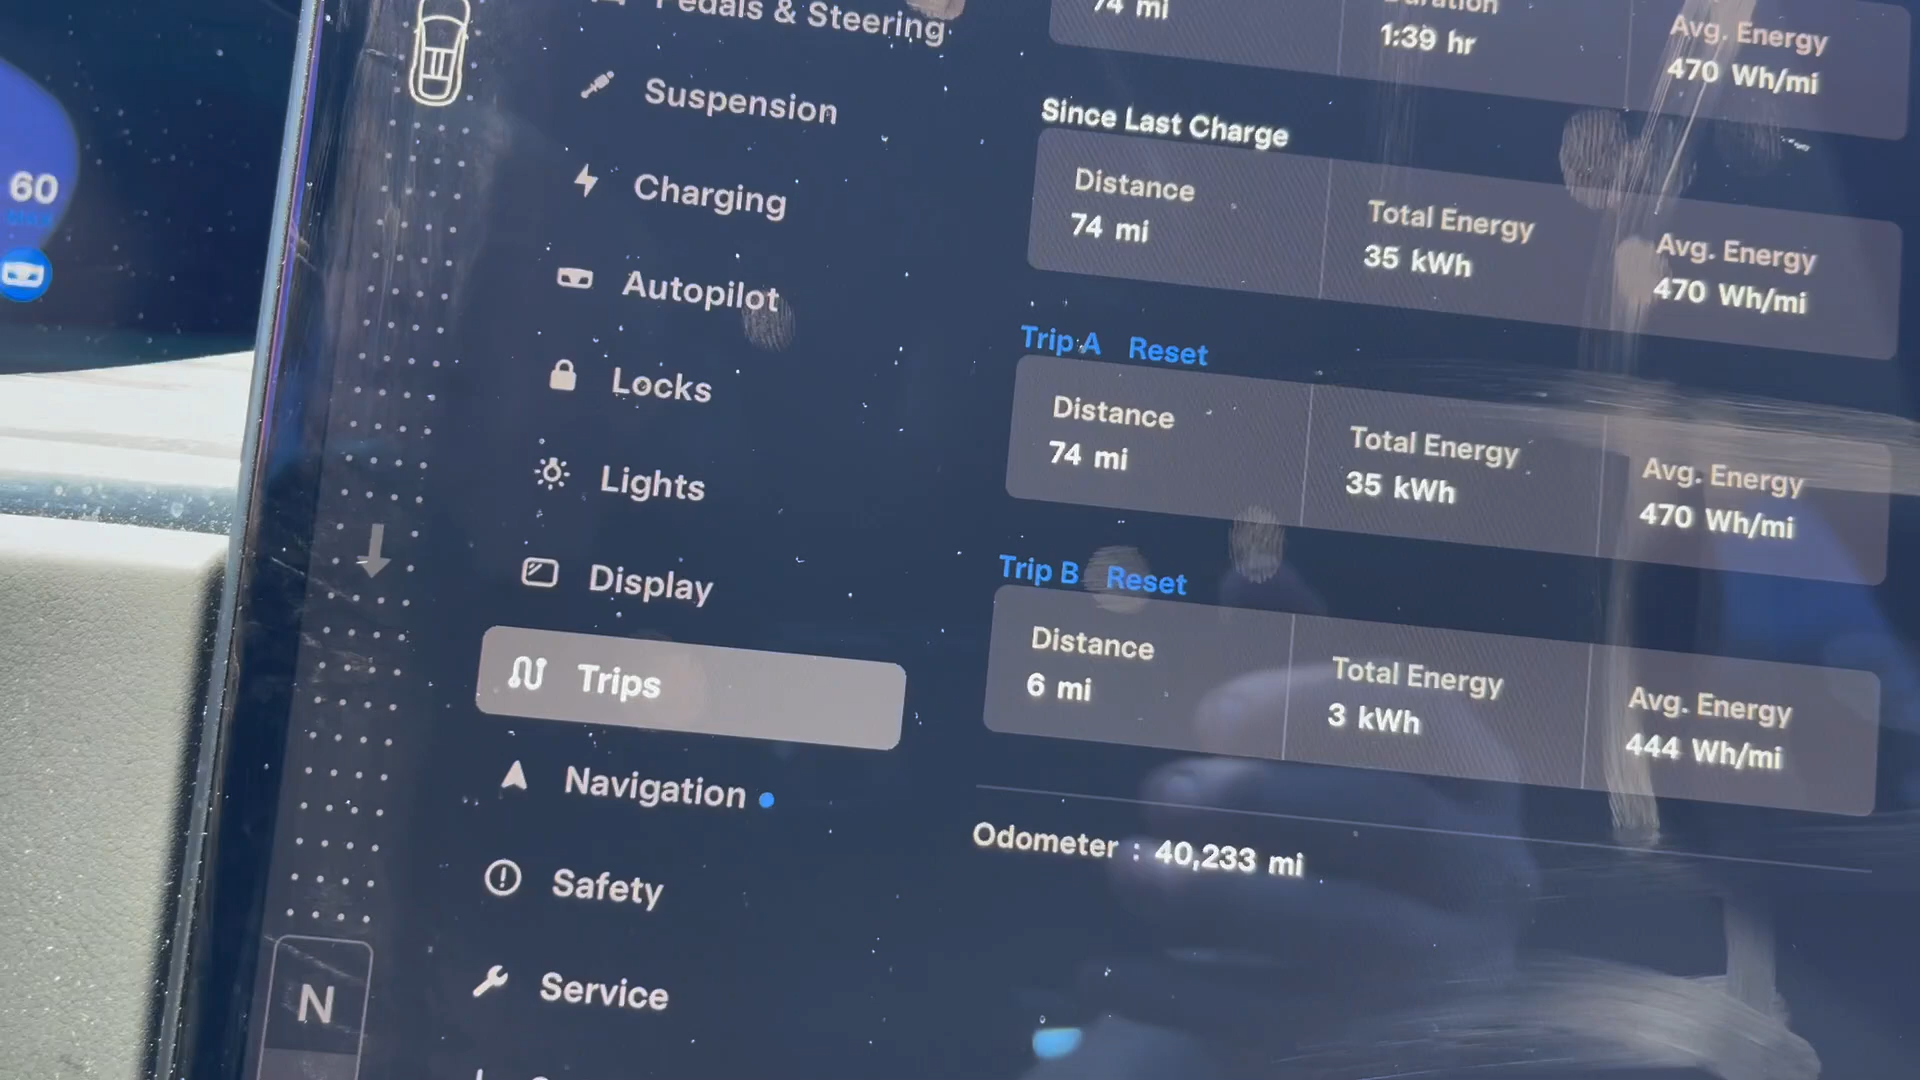 Pedals & Steering
Suspension
Charging
Autopilot
Locks
Lights
Display
Trips
Navigation
Safety
Service
N
60
74 mi
Duration
1:39 hr
Avg. Energy
470 Wh/mi
Since Last Charge
Distance
74 mi
Total Energy
35 kWh
Avg. Energy
470 Wh/mi
Trip A Reset
Distance
74 mi
Total Energy
35 kWh
Avg. Energy
470 Wh/mi
Trip B Reset
Distance
6 mi
Total Energy
3 kWh
Avg. Energy
444 Wh/mi
Odometer : 40,233 mi